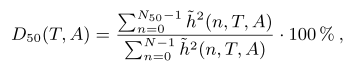 D_{50}(T, A) = \frac{\sum_{n=0}^{N_{50}-1} \tilde{h}^2(n, T, A)}{\sum_{n=0}^{N-1} \tilde{h}^2(n, T, A)} \cdot 100\,\% \,,